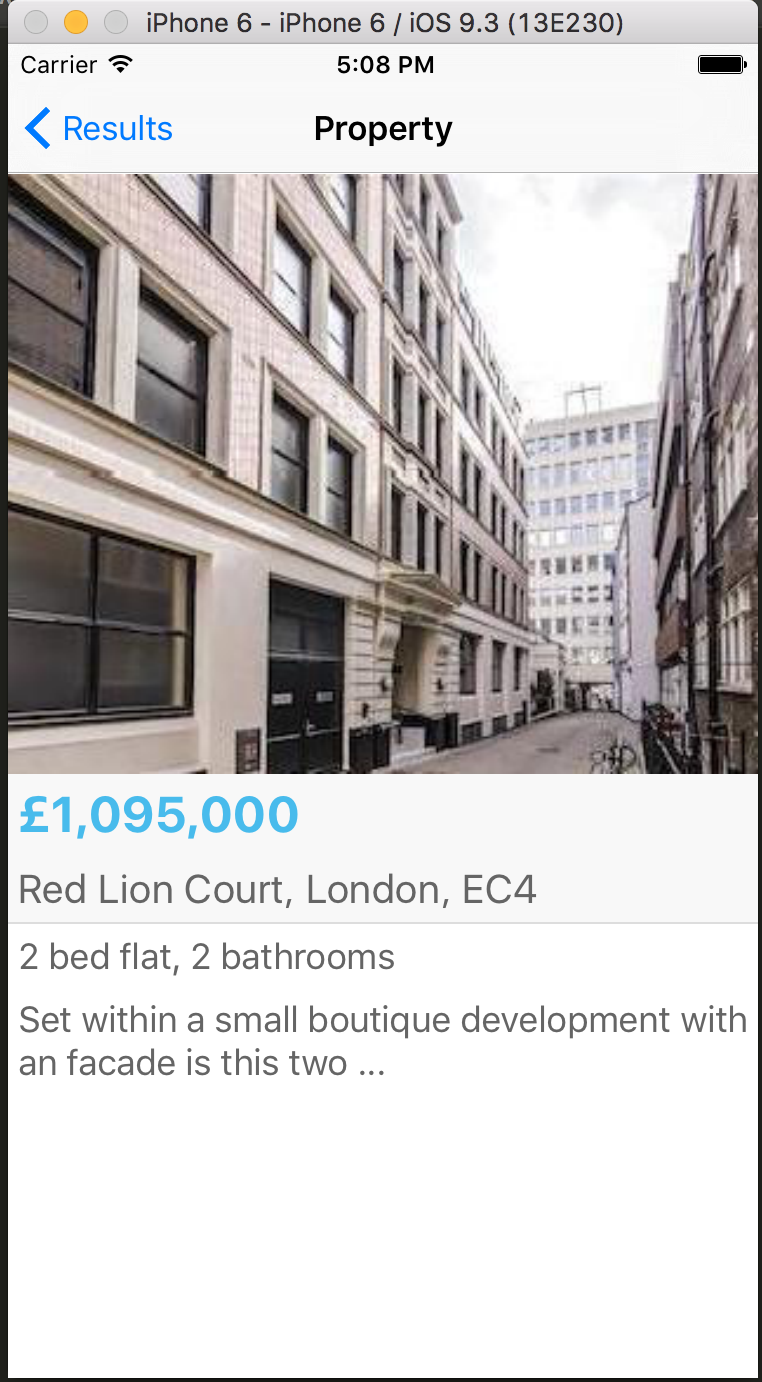 iPhone 6 - iPhone 6 / iOS 9.3 (13E230)
Carrier 5:08 PM
Results Property
£1,095,000
Red Lion Court, London, EC4
2 bed flat, 2 bathrooms
Set within a small boutique development with
an facade is this two ...